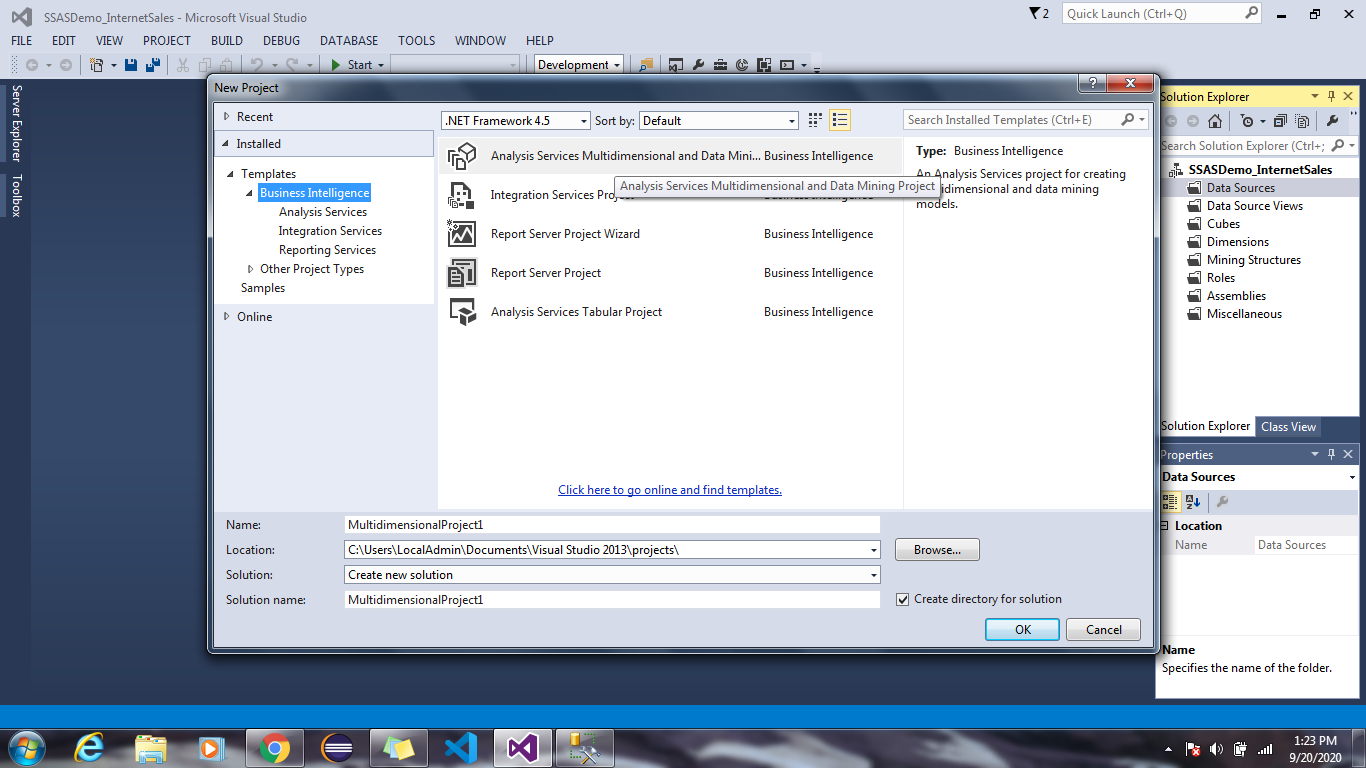 SSASDemo_InternetSales - Microsoft Visual Studio
2
Quick Launch (Ctrl+Q)
FILE EDIT VIEW PROJECT BUILD DEBUG DATABASE TOOLS WINDOW HELP
Start
Development
Server Explorer
Toolbox
New Project
?
Recent
Installed
Templates
Business Intelligence
Analysis Services
Integration Services
Reporting Services
Other Project Types
Samples
Online
.NET Framework 4.5
Sort by: Default
Search Installed Templates (Ctrl+E)
Analysis Services Multidimensional and Data Mini... Business Intelligence
Analysis Services Multidimensional and Data Mining Project
Integration Services Proje
Report Server Project Wizard Business Intelligence
Report Server Project Business Intelligence
Analysis Services Tabular Project Business Intelligence
Click here to go online and find templates.
Type: Business Intelligence
An Analysis Services project for creating
dimensional and data mining
models.
Name: MultidimensionalProject1
Location: C:\Users\LocalAdmin\Documents\Visual Studio 2013\projects\
Browse...
Solution: Create new solution
Solution name: MultidimensionalProject1
Create directory for solution
OK
Cancel
Solution Explorer
Search Solution Explorer (Ctrl+;
SSASDemo_InternetSales
Data Sources
Data Source Views
Cubes
Dimensions
Mining Structures
Roles
Assemblies
Miscellaneous
Solution Explorer Class View
Properties
Data Sources
Location
Name Data Sources
Name
Specifies the name of the folder.
1:23 PM
9/20/2020